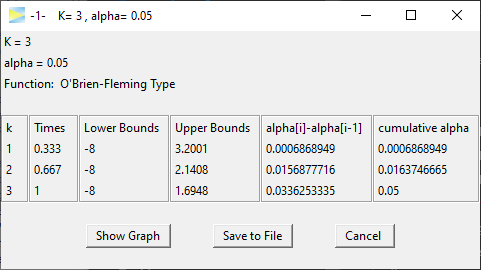 -1- K= 3 , alpha= 0.05
K = 3
alpha = 0.05
Function: O'Brien-Fleming Type
k Times Lower Bounds Upper Bounds alpha[i]-alpha[i-1] cumulative alpha
1 0.333 -8 3.2001 0.0006868949 0.0006868949
2 0.667 -8 2.1408 0.0156877716 0.0163746665
3 1 -8 1.6948 0.0336253335 0.05
Show Graph Save to File Cancel